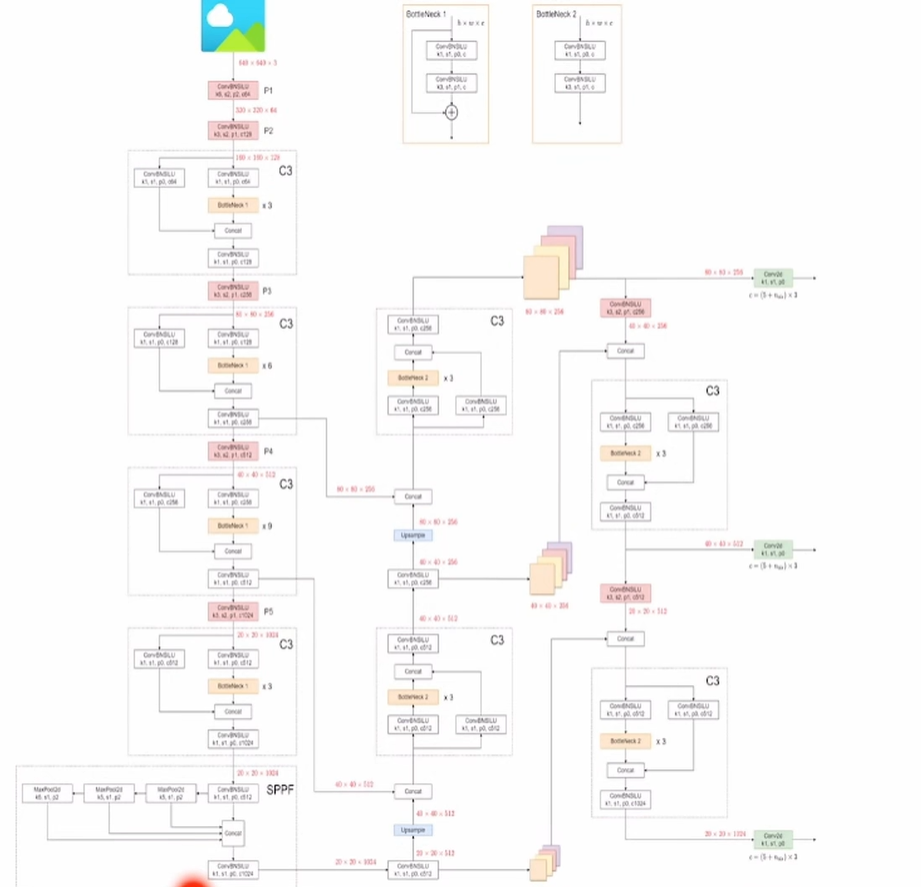 BottleNeck 1
h × w × c
ConvBNSiLU
k1, s1, p0, c
ConvBNSiLU
k3, s1, p1, c
BottleNeck 2
h × w × c
ConvBNSiLU
k1, s1, p0, c
ConvBNSiLU
k3, s1, p1, c
640 × 640 × 3
ConvBNSiLU
k6, s2, p2, c64
P1
320 × 320 × 64
ConvBNSiLU
k3, s2, p1, c128
P2
160 × 160 × 128
C3
ConvBNSiLU
k1, s1, p0, c64
ConvBNSiLU
k1, s1, p0, c64
BottleNeck 1
x 3
Concat
ConvBNSiLU
k1, s1, p0, c128
ConvBNSiLU
k3, s2, p1, c256
P3
80 × 80 × 256
C3
ConvBNSiLU
k1, s1, p0, c128
ConvBNSiLU
k1, s1, p0, c128
BottleNeck 1
x 6
Concat
ConvBNSiLU
k1, s1, p0, c256
ConvBNSiLU
k3, s2, p1, c512
P4
40 × 40 × 512
C3
ConvBNSiLU
k1, s1, p0, c256
ConvBNSiLU
k1, s1, p0, c256
BottleNeck 1
x 9
Concat
ConvBNSiLU
k1, s1, p0, c512
ConvBNSiLU
k3, s2, p1, c1024
P5
20 × 20 × 1024
C3
ConvBNSiLU
k1, s1, p0, c512
ConvBNSiLU
k1, s1, p0, c512
BottleNeck 1
x 3
Concat
ConvBNSiLU
k1, s1, p0, c1024
20 × 20 × 1024
SPPF
MaxPool2d
k5, s1, p2
MaxPool2d
k5, s1, p2
MaxPool2d
k5, s1, p2
ConvBNSiLU
k1, s1, p0, c512
Concat
ConvBNSiLU
k1, s1, p0, c1024
C3
ConvBNSiLU
k1, s1, p0, c256
Concat
BottleNeck 2
x 3
ConvBNSiLU
k1, s1, p0, c256
ConvBNSiLU
k1, s1, p0, c256
80 × 80 × 256
Concat
80 × 80 × 256
Upsample
40 × 40 × 256
ConvBNSiLU
k1, s1, p0, c256
40 × 40 × 512
C3
ConvBNSiLU
k1, s1, p0, c512
Concat
BottleNeck 2
x 3
ConvBNSiLU
k1, s1, p0, c512
ConvBNSiLU
k1, s1, p0, c512
40 × 40 × 512
Concat
40 × 40 × 512
Upsample
20 × 20 × 512
20 × 20 × 1024
ConvBNSiLU
k1, s1, p0, c512
80 × 80 × 256
80 × 80 × 256
Conv2d
k1, s1, p0
c = (5 + n_cls) × 3
ConvBNSiLU
k3, s2, p1, c256
40 × 40 × 256
Concat
C3
ConvBNSiLU
k1, s1, p0, c256
ConvBNSiLU
k1, s1, p0, c256
BottleNeck 2
x 3
Concat
ConvBNSiLU
k1, s1, p0, c512
40 × 40 × 512
Conv2d
k1, s1, p0
c = (5 + n_cls) × 3
40 × 40 × 256
ConvBNSiLU
k3, s2, p1, c512
20 × 20 × 512
Concat
C3
ConvBNSiLU
k1, s1, p0, c512
ConvBNSiLU
k1, s1, p0, c512
BottleNeck 2
x 3
Concat
ConvBNSiLU
k1, s1, p0, c1024
20 × 20 × 1024
Conv2d
k1, s1, p0
c = (5 + n_cls) × 3